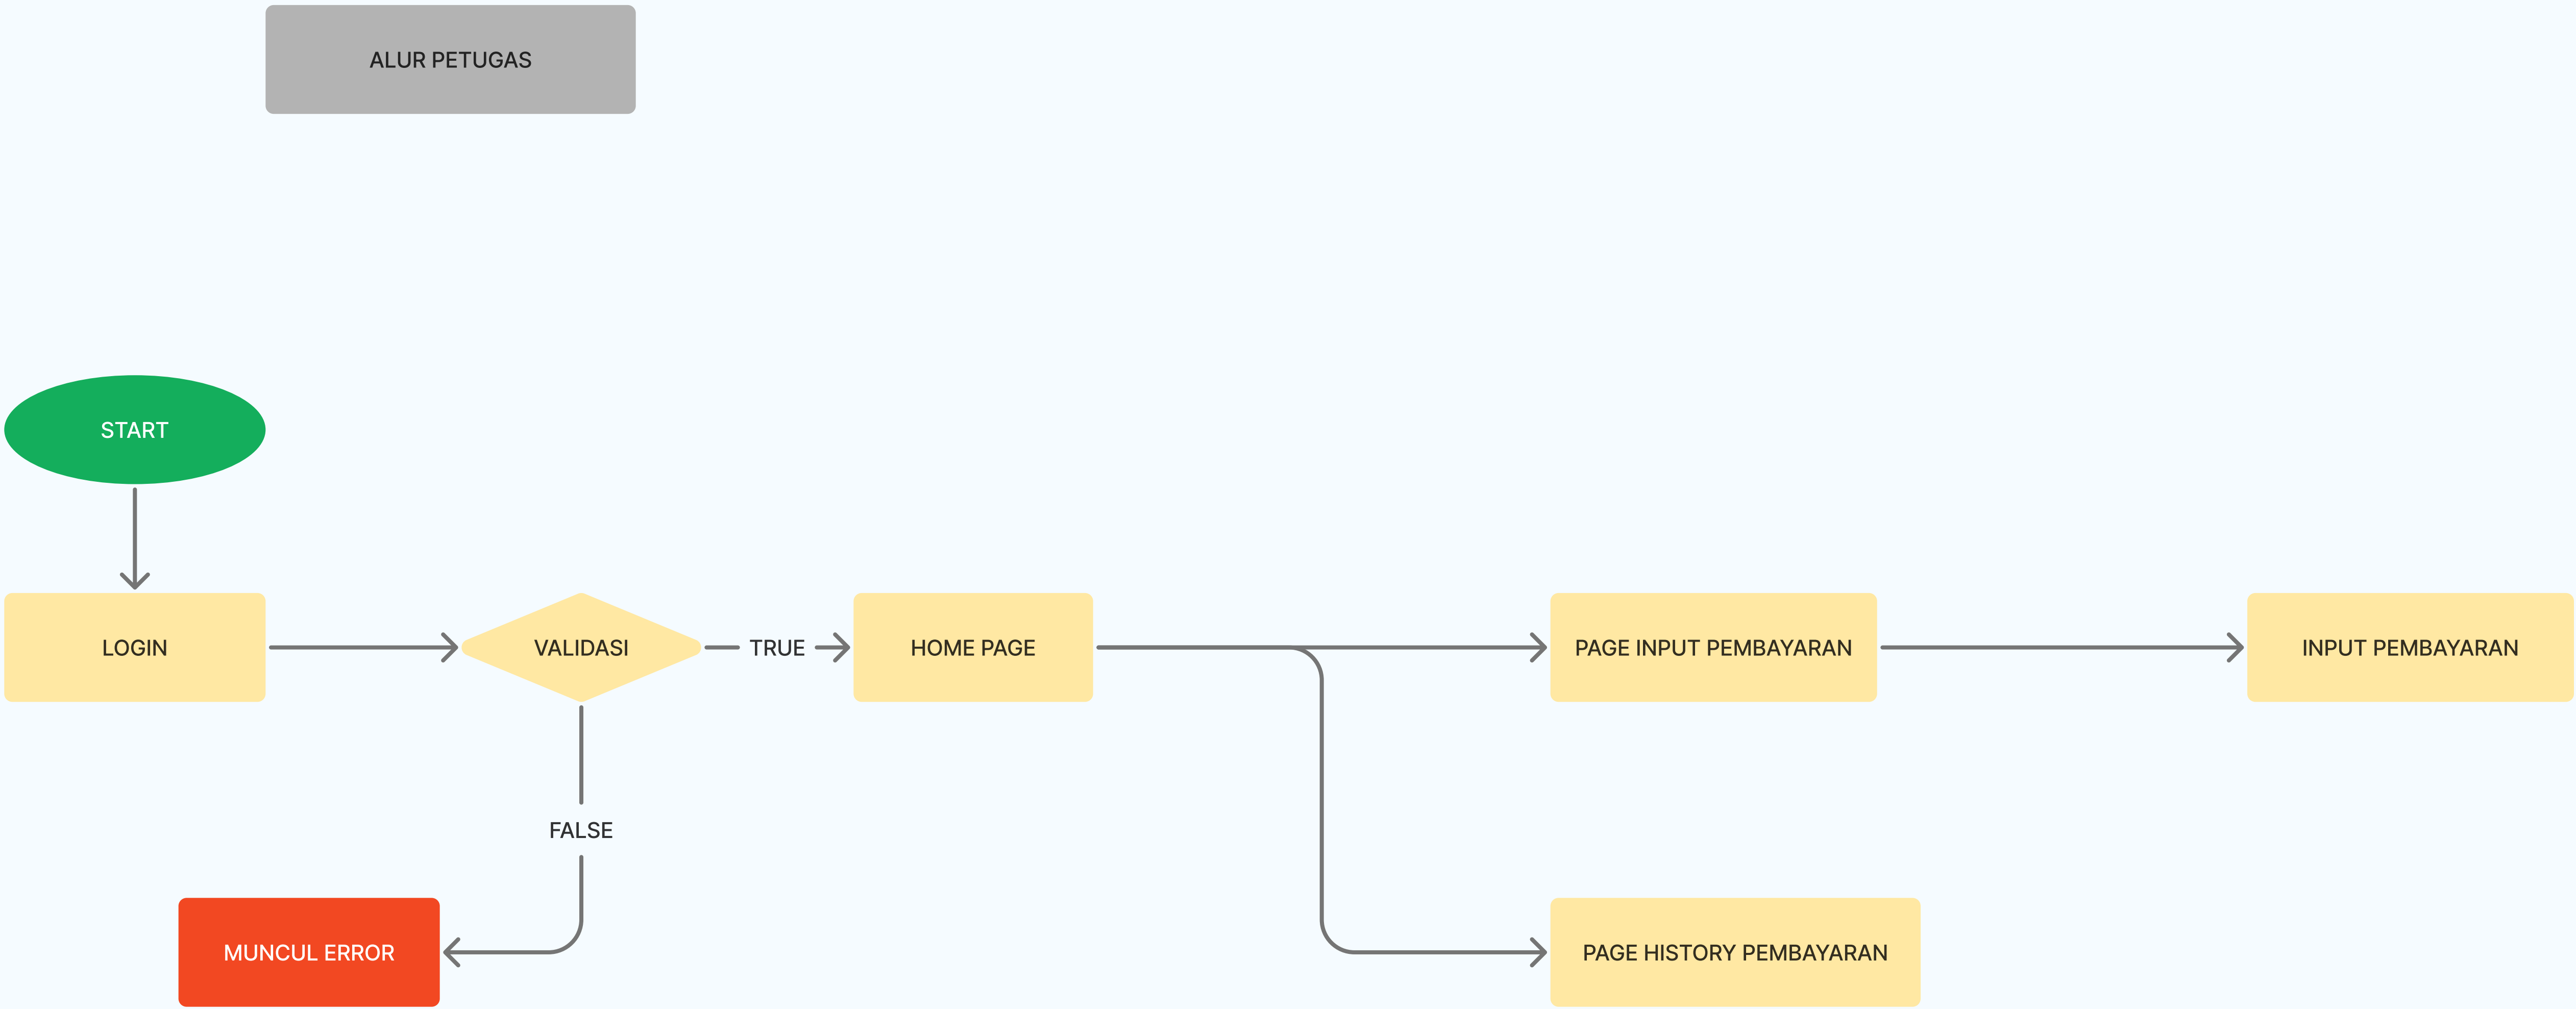 ALUR PETUGAS
START
LOGIN
VALIDASI
TRUE
HOME PAGE
PAGE INPUT PEMBAYARAN
INPUT PEMBAYARAN
FALSE
MUNCUL ERROR
PAGE HISTORY PEMBAYARAN